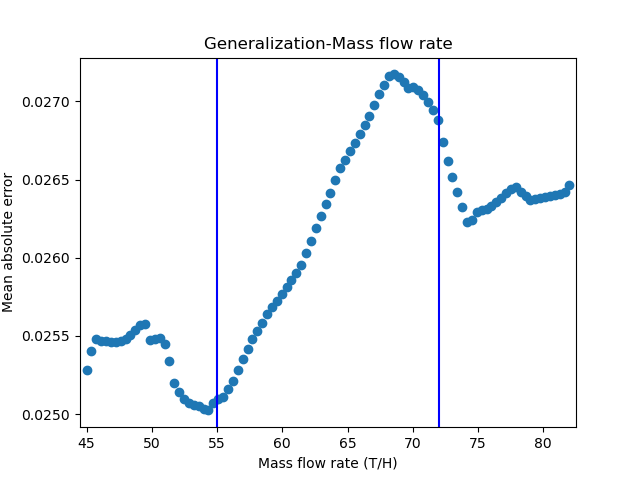 Generalization-Mass flow rate
0.0270
0.0265
0.0260
0.0255
0.0250
Mean absolute error
45 50 55 60 65 70 75 80
Mass flow rate (T/H)